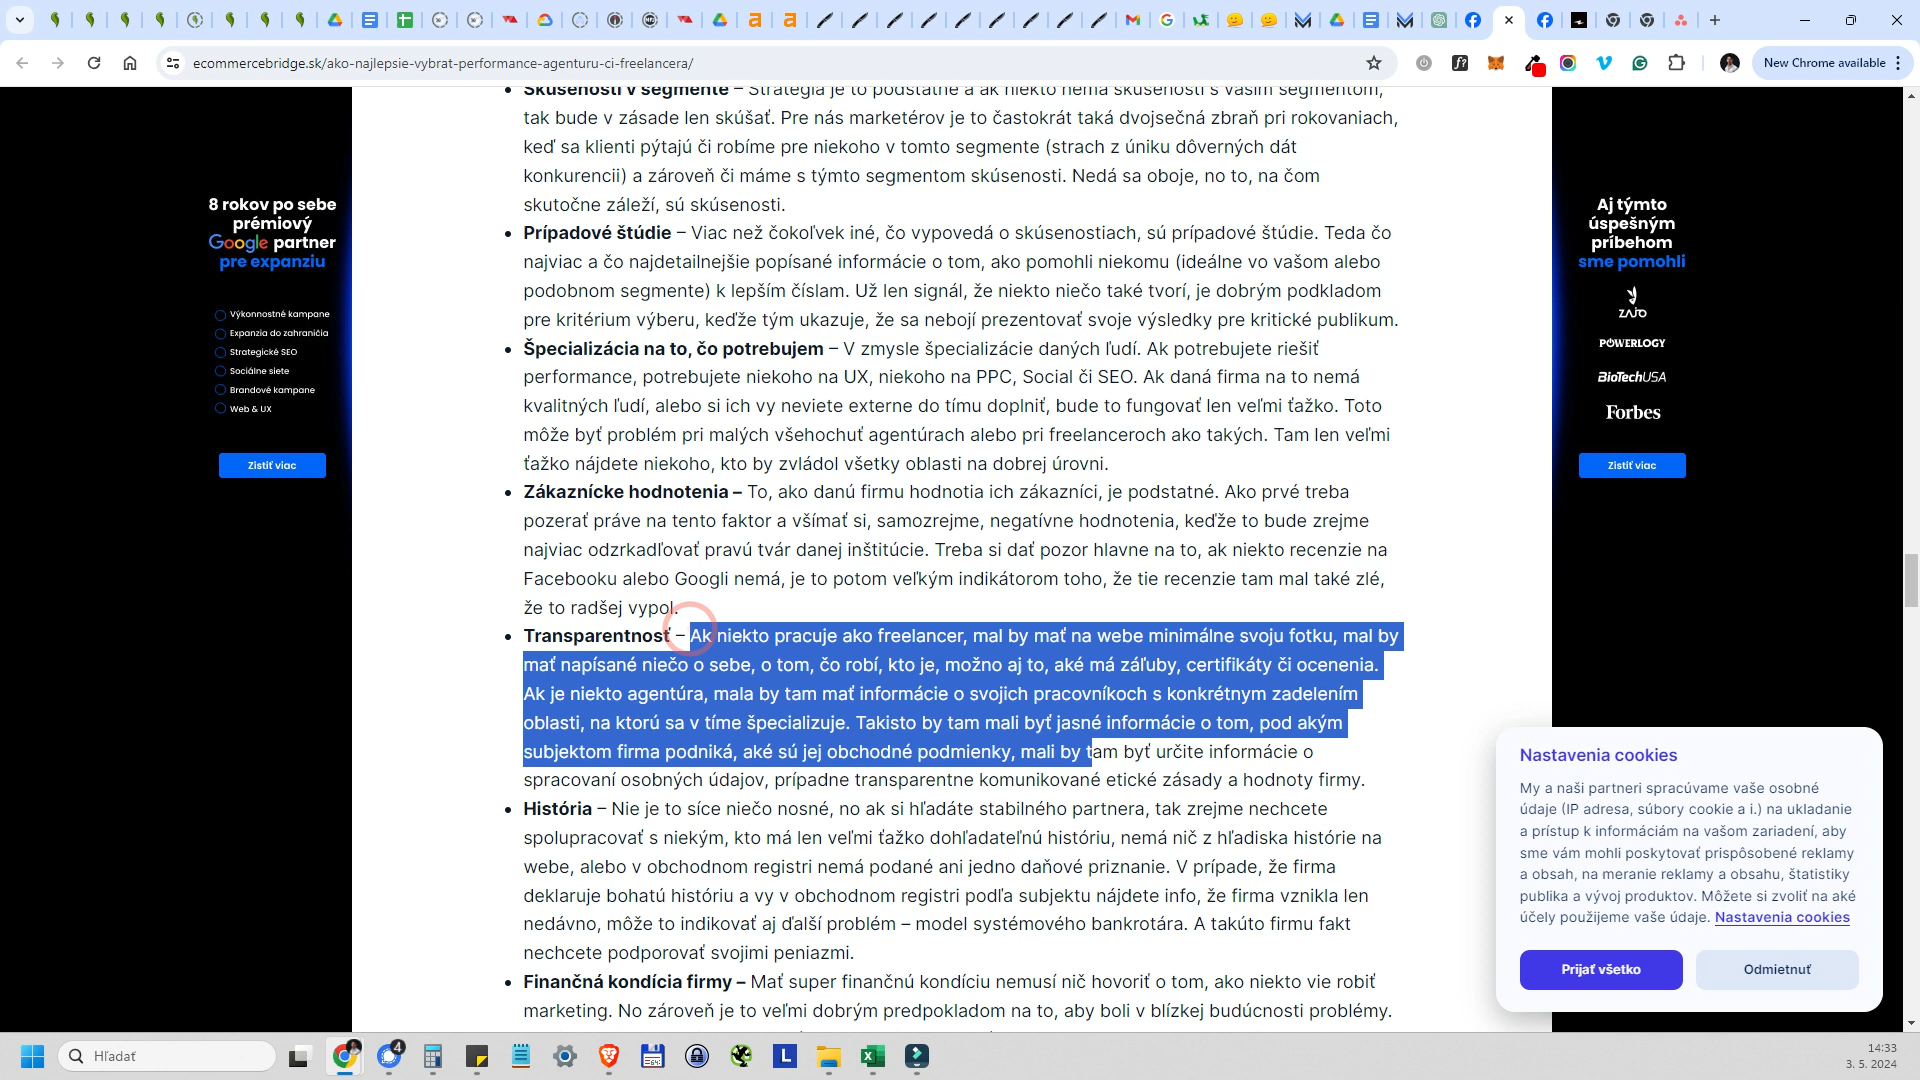 ecommercebridge.sk/ako-najlepsie-vybrat-performance-agenturu-ci-freelancera/
New Chrome available
8 rokov po sebe
prémiový
Google partner
pre expanziu
Výkonnostné kampane
Expanzia do zahraničia
Strategické SEO
Sociálne siete
Brandové kampane
Web & UX
Zistiť viac
Skúsenosti v segmente – Stratégia je to podstatné a ak niekto nemá skúsenosti s vaším segmentom,
tak bude v zásade len skúšať. Pre nás marketérov je to častokrát taká dvojsečná zbraň pri rokovaniach,
keď sa klienti pýtajú či robíme pre niekoho v tomto segmente (strach z úniku dôverných dát
konkurencii) a zároveň či máme s týmto segmentom skúsenosti. Nedá sa oboje, no to, na čom
skutočne záleží, sú skúsenosti.
Prípadové štúdie – Viac než čokoľvek iné, čo vypovedá o skúsenostiach, sú prípadové štúdie. Teda čo
najviac a čo najdetailnejšie popísané informácie o tom, ako pomohli niekomu (ideálne vo vašom alebo
podobnom segmente) k lepším číslam. Už len signál, že niekto niečo také tvorí, je dobrým podkladom
pre kritérium výberu, keďže tým ukazuje, že sa nebojí prezentovať svoje výsledky pre kritické publikum.
Špecializácia na to, čo potrebujem – V zmysle špecializácie daných ľudí. Ak potrebujete riešiť
performance, potrebujete niekoho na UX, niekoho na PPC, Social či SEO. Ak daná firma na to nemá
kvalitných ľudí, alebo si ich vy neviete externe do tímu doplniť, bude to fungovať len veľmi ťažko. Toto
môže byť problém pri malých všehochuť agentúrach alebo pri freelanceroch ako takých. Tam len veľmi
ťažko nájdete niekoho, kto by zvládol všetky oblasti na dobrej úrovni.
Zákaznícke hodnotenia – To, ako danú firmu hodnotia ich zákazníci, je podstatné. Ako prvé treba
pozerať práve na tento faktor a všímať si, samozrejme, negatívne hodnotenia, keďže to bude zrejme
najviac odzrkadľovať pravú tvár danej inštitúcie. Treba si dať pozor hlavne na to, ak niekto recenzie na
Facebooku alebo Googli nemá, je to potom veľkým indikátorom toho, že tie recenzie tam mal také zlé,
že to radšej vypol.
Transparentnosť – Ak niekto pracuje ako freelancer, mal by mať na webe minimálne svoju fotku, mal by
mať napísané niečo o sebe, o tom, čo robí, kto je, možno aj to, aké má záľuby, certifikáty či ocenenia.
Ak je niekto agentúra, mala by tam mať informácie o svojich pracovníkoch s konkrétnym zadelením
oblasti, na ktorú sa v tíme špecializuje. Takisto by tam mali byť jasné informácie o tom, pod akým
subjektom firma podniká, aké sú jej obchodné podmienky, mali by tam byť určite informácie o
spracovaní osobných údajov, prípadne transparentne komunikované etické zásady a hodnoty firmy.
História – Nie je to síce niečo nosné, no ak si hľadáte stabilného partnera, tak zrejme nechcete
spolupracovať s niekým, kto má len veľmi ťažko dohľadateľnú históriu, nemá nič z hľadiska histórie na
webe, alebo v obchodnom registri nemá podané ani jedno daňové priznanie. V prípade, že firma
deklaruje bohatú históriu a vy v obchodnom registri podľa subjektu nájdete info, že firma vznikla len
nedávno, môže to indikovať aj ďalší problém – model systémového bankrotára. A takúto firmu fakt
nechcete podporovať svojimi peniazmi.
Finančná kondícia firmy – Mať super finančnú kondíciu nemusí nič hovoriť o tom, ako niekto vie robiť
marketing. No zároveň je to veľmi dobrým predpokladom na to, aby boli v blízkej budúcnosti problémy.
Aj týmto
úspešným
príbehom
sme pomohli
ZAJO
POWERLOGY
BioTechUSA
Forbes
Zistiť viac
Nastavenia cookies
My a naši partneri spracúvame vaše osobné
údaje (IP adresa, súbory cookie a i.) na ukladanie
a prístup k informáciám na vašom zariadení, aby
sme vám mohli poskytovať prispôsobené reklamy
a obsah, na meranie reklamy a obsahu, štatistiky
publika a vývoj produktov. Môžete si zvoliť na aké
účely použijeme vaše údaje. Nastavenia cookies
Prijať všetko
Odmietnuť
Hľadať
4
14:33
3. 5. 2024